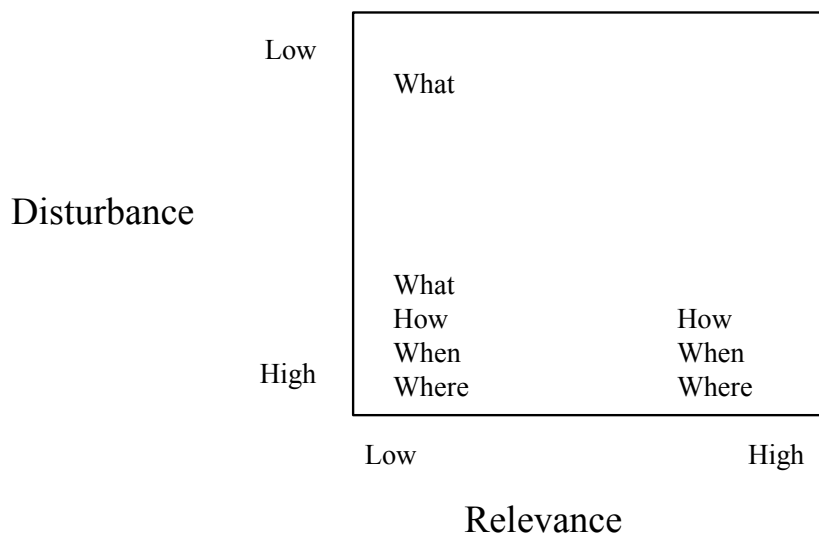 Low
What
Disturbance
What
How How
When When
High
Where Where
Low High
Relevance